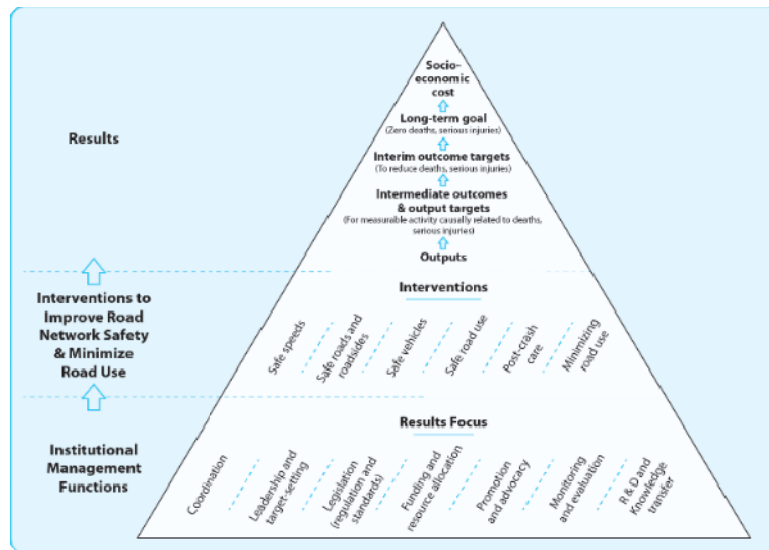 Socio–
economic
cost
Long-term goal
(Zero deaths, serious injuries)
Interim outcome targets
(To reduce deaths, serious injuries)
Intermediate outcomes
& output targets
(For measurable activity causally related to deaths,
serious injuries)
Outputs
Results
Interventions to
Improve Road
Network Safety
& Minimize
Road Use
Interventions
Safe speeds
Safe roads and
roadsides
Safe vehicles
Safe road use
Post-crash
care
Minimizing
road use
Institutional
Management
Functions
Results Focus
Coordination
Leadership and
target-setting
Legislation
(regulation and
standards)
Funding and
resource allocation
Promotion
and advocacy
Monitoring
and evaluation
R & D and
Knowledge
transfer